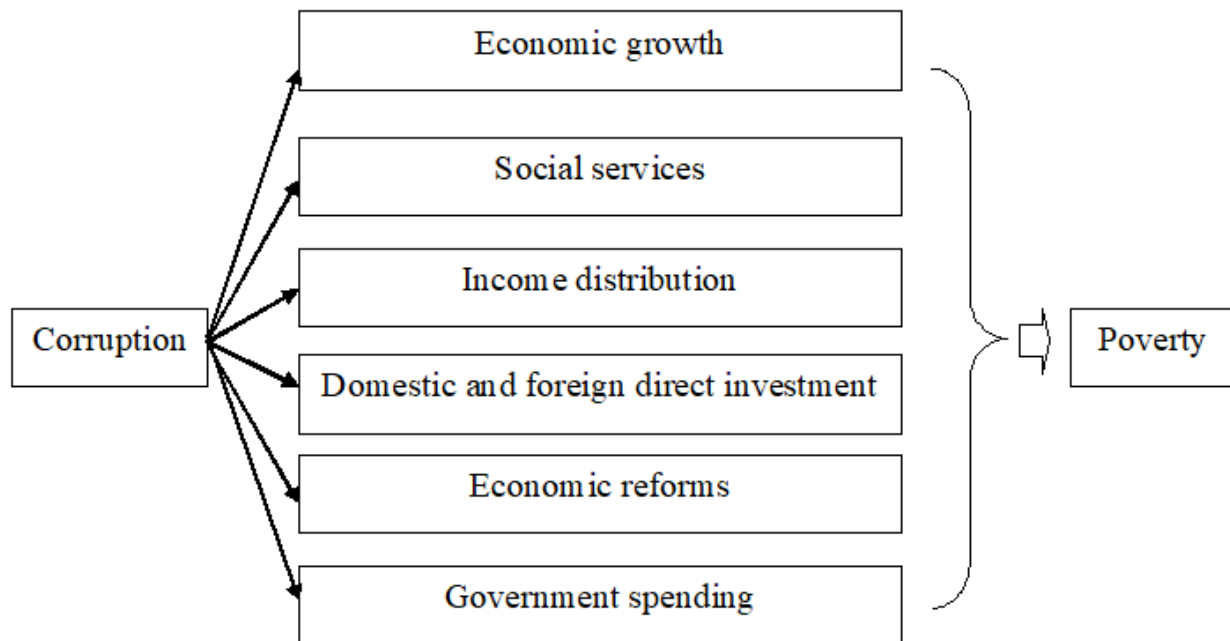 Economic growth
Social services
Income distribution
Corruption
Poverty
Domestic and foreign direct investment
Economic reforms
Government spending